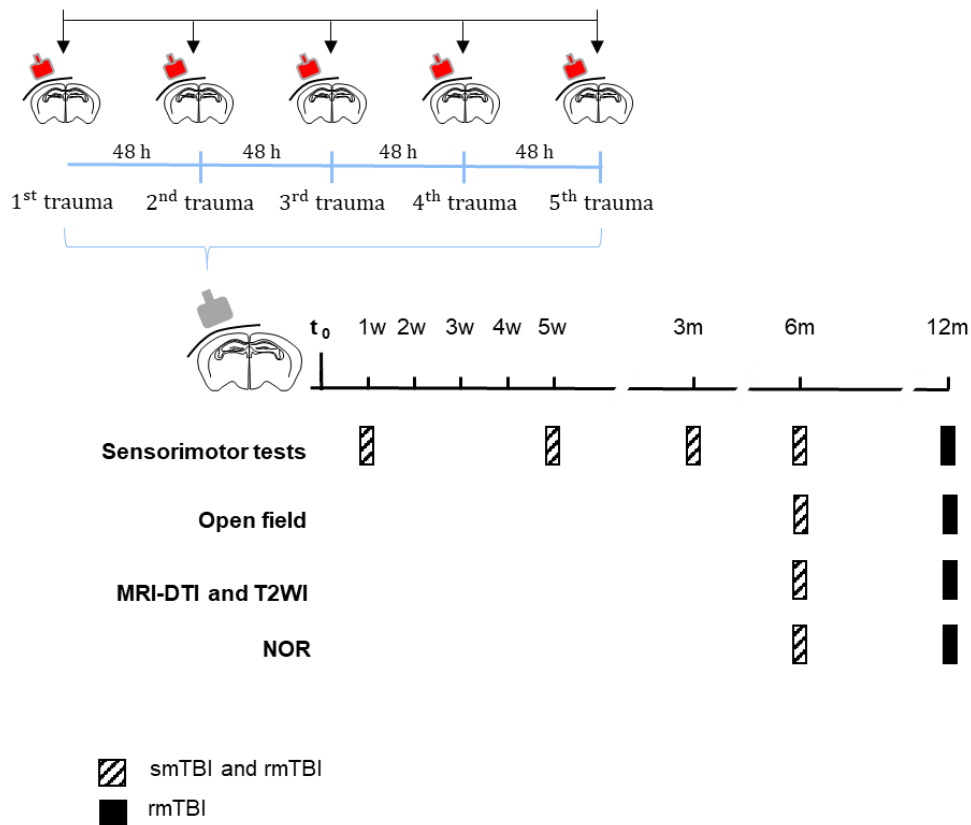 48 h 48 h 48 h 48 h
1st trauma 2nd trauma 3rd trauma 4th trauma 5th trauma
t0 1w 2w 3w 4w 5w 3m 6m 12m
Sensorimotor tests
Open field
MRI-DTI and T2WI
NOR
smTBI and rmTBI
rmTBI